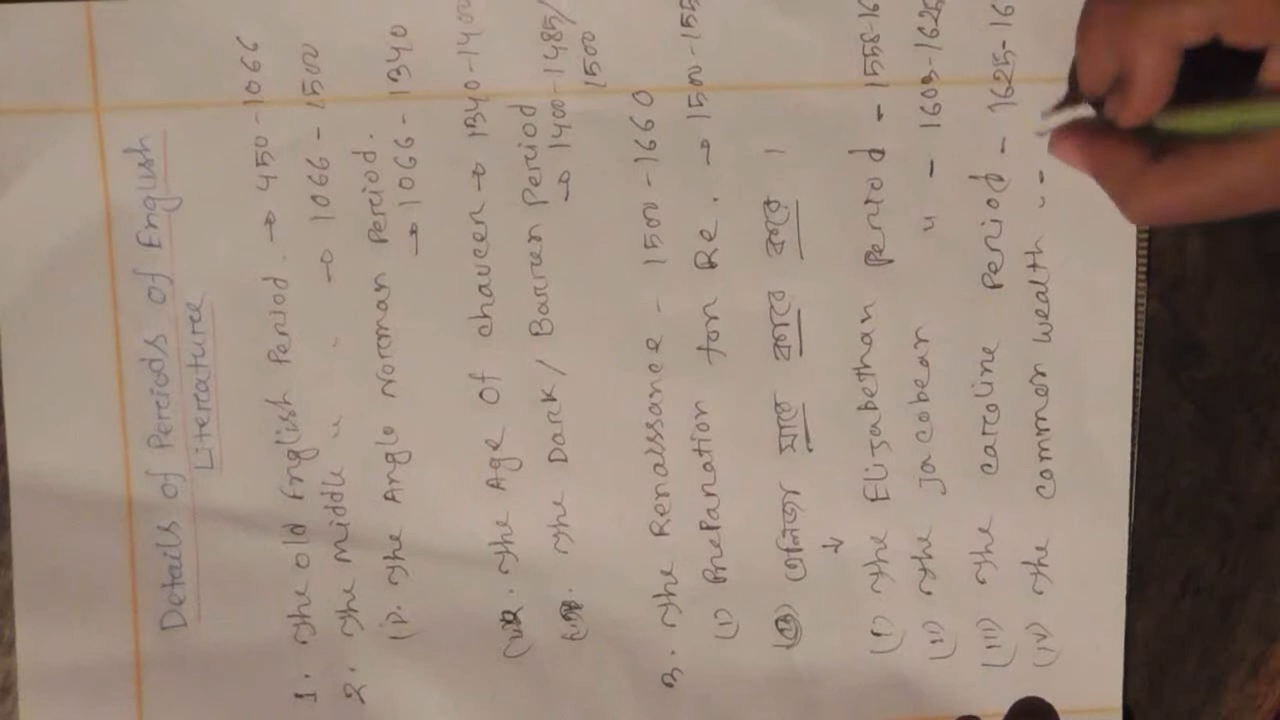 Details of Periods of English
Literature
1. The old English Period. → 450-1066
2. The middle " " → 1066 - 1500
(i). The Anglo Norman Period.
→ 1066 - 1340
The Age of chaucer → 1340-1400
The Dark / Barren Period
→ 1400-1485/
1500
3. The Renaissance - 1500-1660
(i) Preparation for Re. → 1500-155
এলিজা যাবে কাবে কাবে ।
↓
(i) The Elizabethan Period - 1558-16
(ii) The Jacobean " - 1603-1625
(iii) The caroline Period - 1625-16
(iv) The common wealth " -